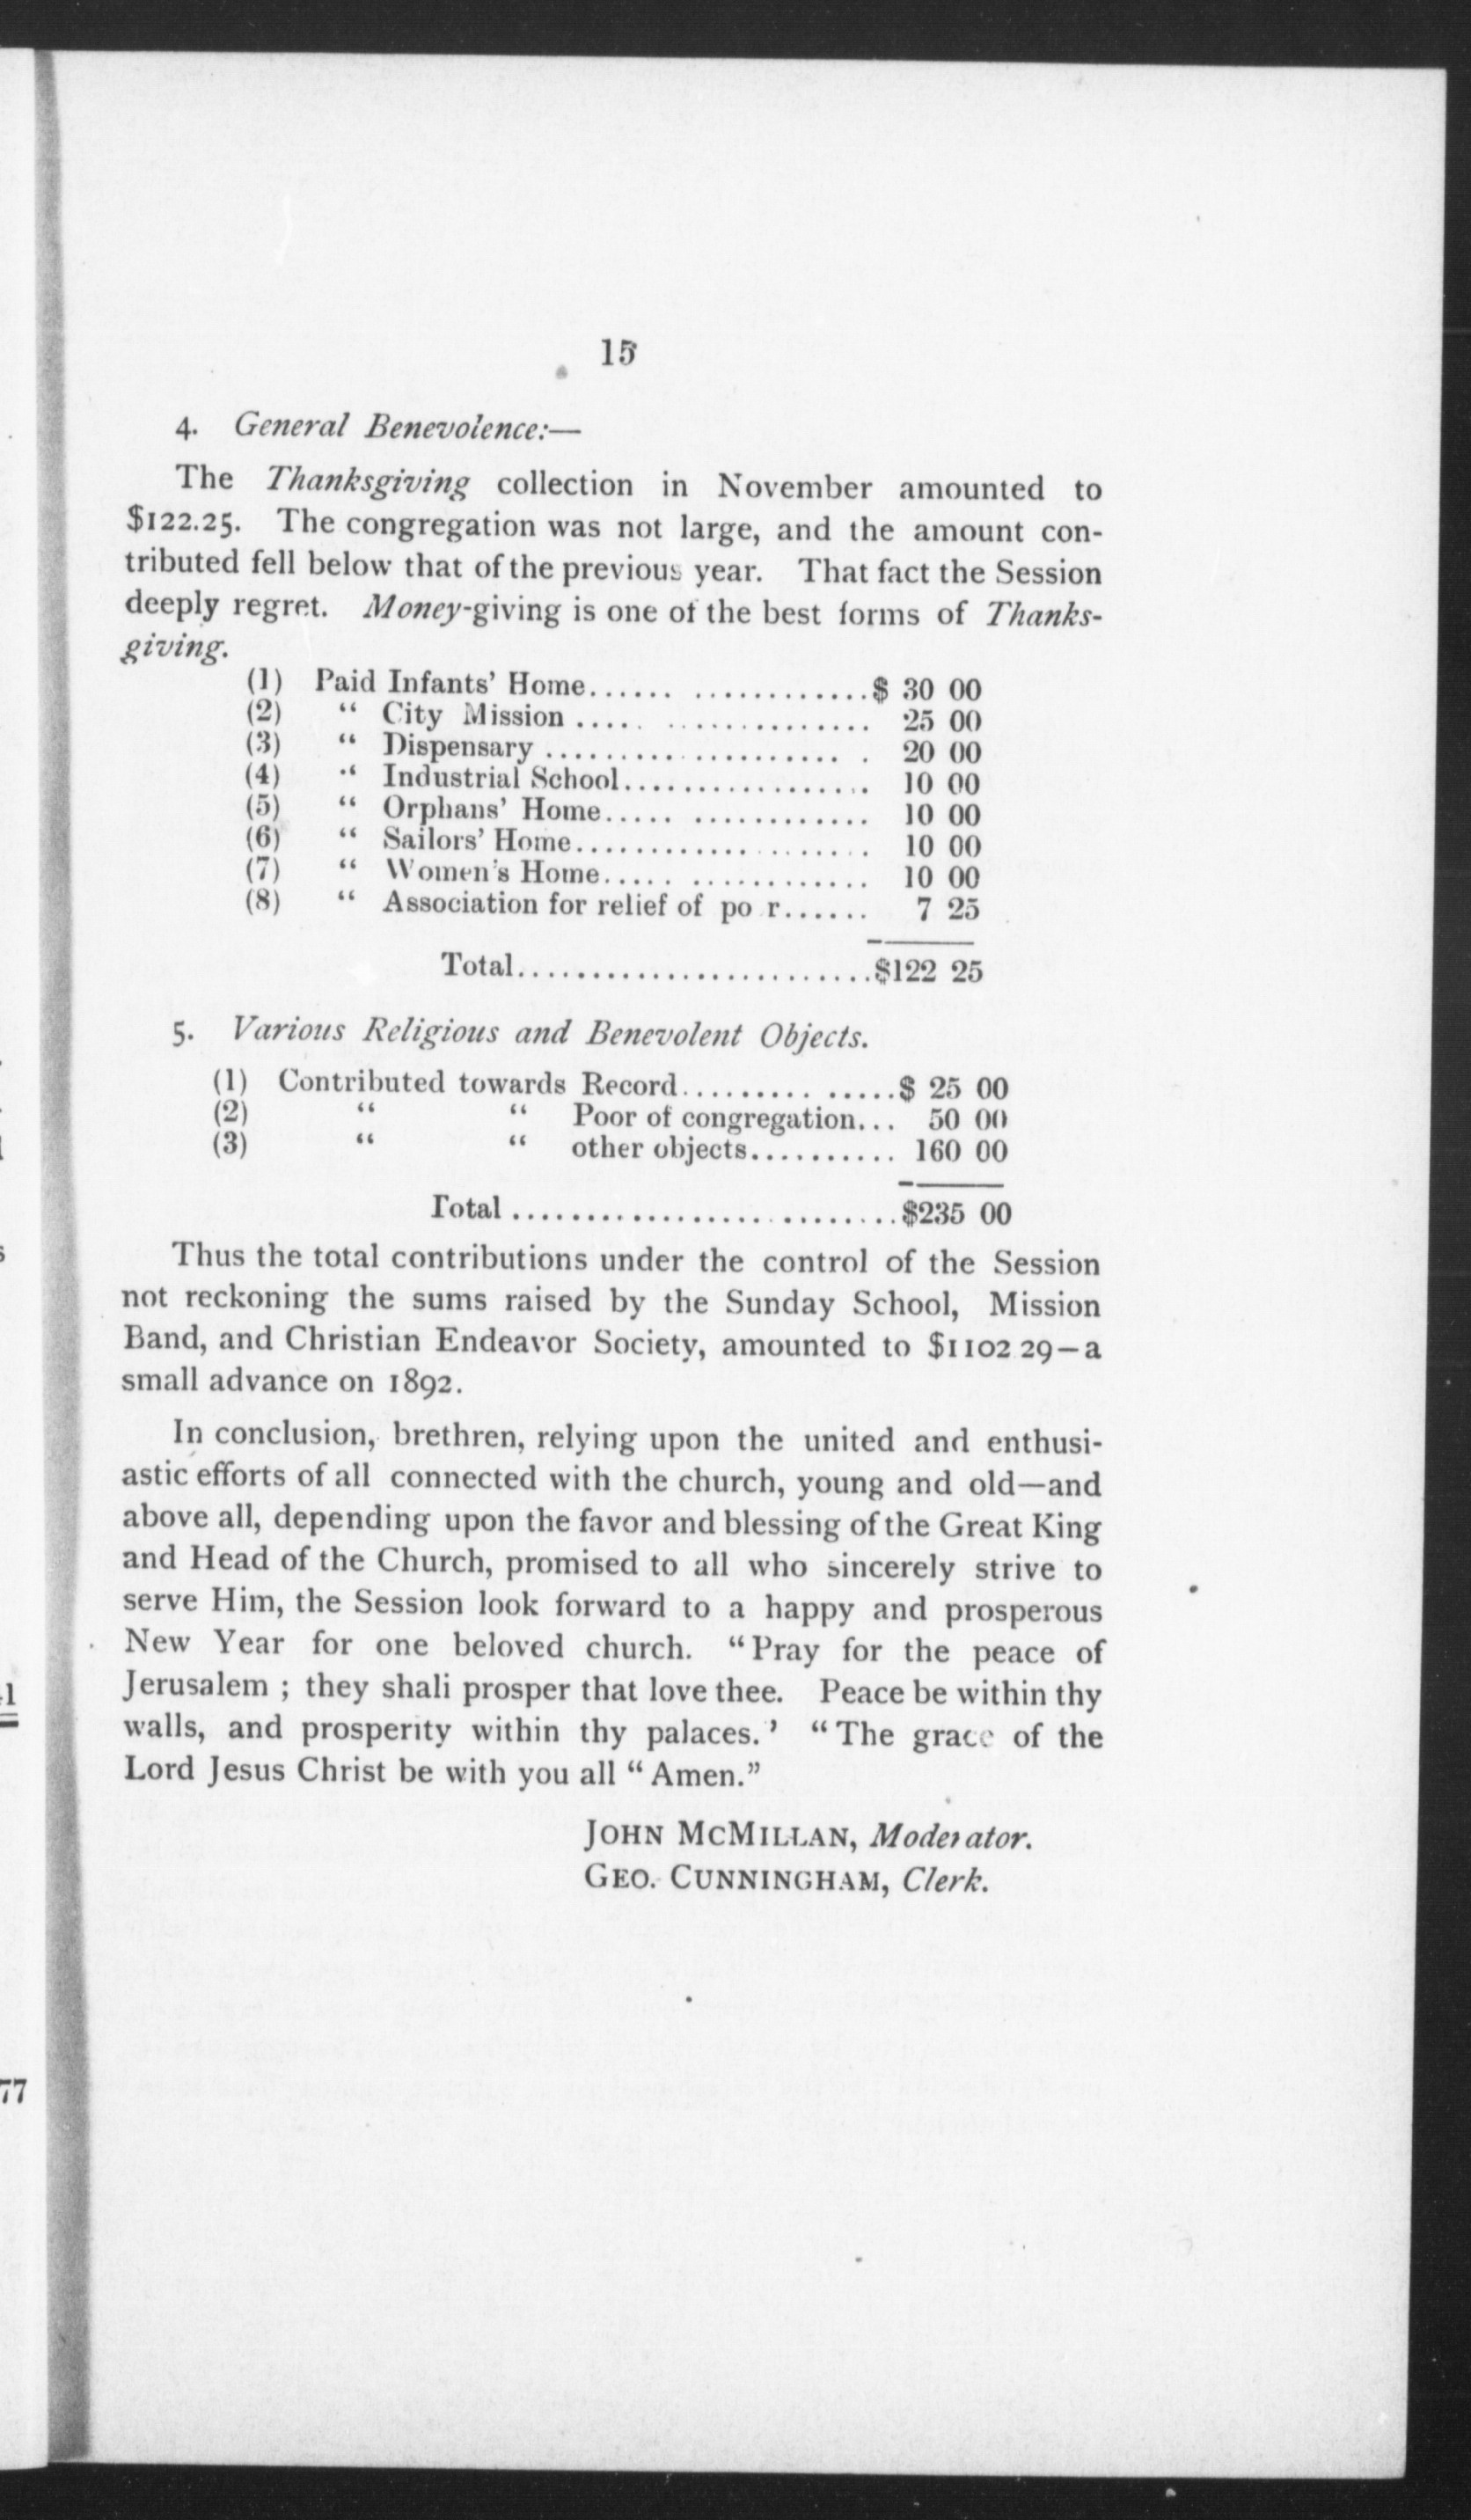 15
4. General Benevolence:—
The Thanksgiving collection in November amounted to
$122.25. The congregation was not large, and the amount con-
tributed fell below that of the previous year. That fact the Session
deeply regret. Money-giving is one of the best forms of Thanks-
giving.
(1) Paid Infants' Home...... ............$ 30 00
(2) “ City Mission ..... .............. 25 00
(3) “ Dispensary .................... . 20 00
(4) “ Industrial School................. 10 00
(5) “ Orphans' Home..... ............ 10 00
(6) “ Sailors' Home.................... 10 00
(7) “ Women's Home..... ............ 10 00
(8) “ Association for relief of po r...... 7 25
Total........................$122 25
5. Various Religious and Benevolent Objects.
(1) Contributed towards Record......... .....$ 25 00
(2) “ “ Poor of congregation... 50 00
(3) “ “ other objects.......... 160 00
Total ..........................$235 00
Thus the total contributions under the control of the Session
not reckoning the sums raised by the Sunday School, Mission
Band, and Christian Endeavor Society, amounted to $1102 29—a
small advance on 1892.
In conclusion, brethren, relying upon the united and enthusi-
astic efforts of all connected with the church, young and old—and
above all, depending upon the favor and blessing of the Great King
and Head of the Church, promised to all who sincerely strive to
serve Him, the Session look forward to a happy and prosperous
New Year for one beloved church. “Pray for the peace of
Jerusalem ; they shall prosper that love thee. Peace be within thy
walls, and prosperity within thy palaces.’ “The grace of the
Lord Jesus Christ be with you all “ Amen.”
JOHN MCMILLAN, Moderator.
GEO. CUNNINGHAM, Clerk.
77